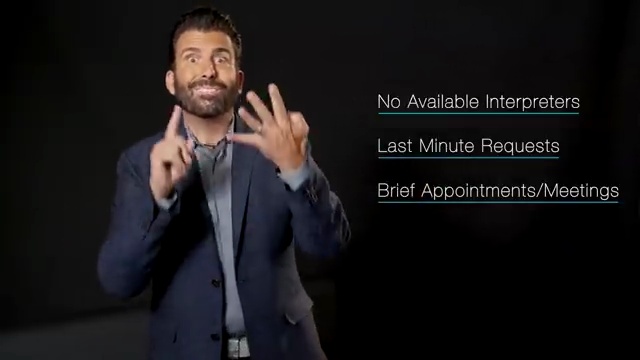 No Available Interpreters
Last Minute Requests
Brief Appointments/Meetings